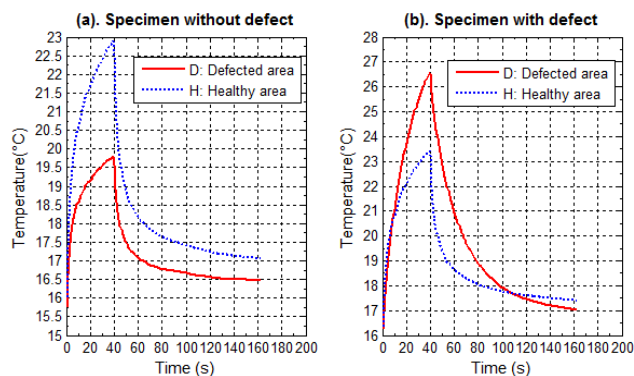 (a). Specimen without defect
Temperature(°C)
23
22.5
22
21.5
21
20.5
20
19.5
19
18.5
18
17.5
17
16.5
16
15.5
15
D: Defected area
H: Healthy area
0 20 40 60 80 100 120 140 160 180 200
Time (s)
(b). Specimen with defect
Temperature(°C)
28
27
26
25
24
23
22
21
20
19
18
17
16
D: Defected area
H: Healthy area
0 20 40 60 80 100 120 140 160 180 200
Time (s)